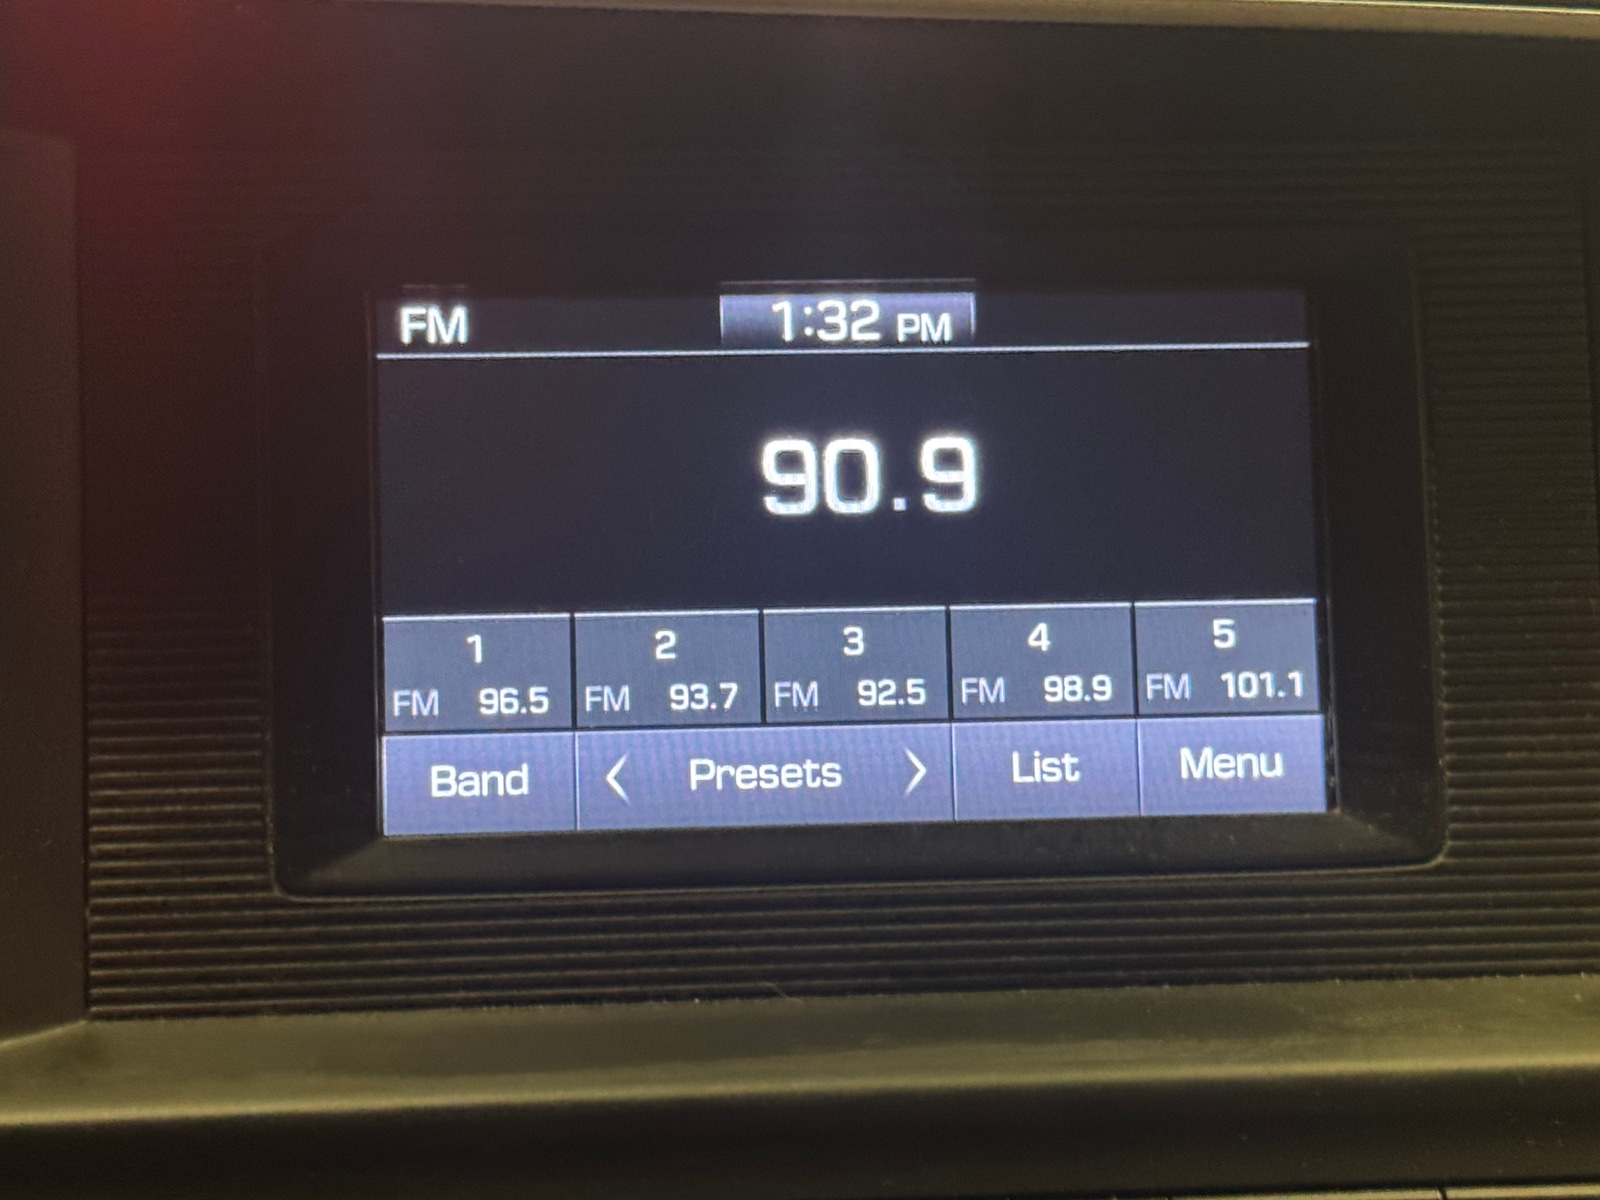 FM 1:32 PM
90.9
1 2 3 4 5
FM 96.5 FM 93.7 FM 92.5 FM 98.9 FM 101.1
Band < Presets > List Menu